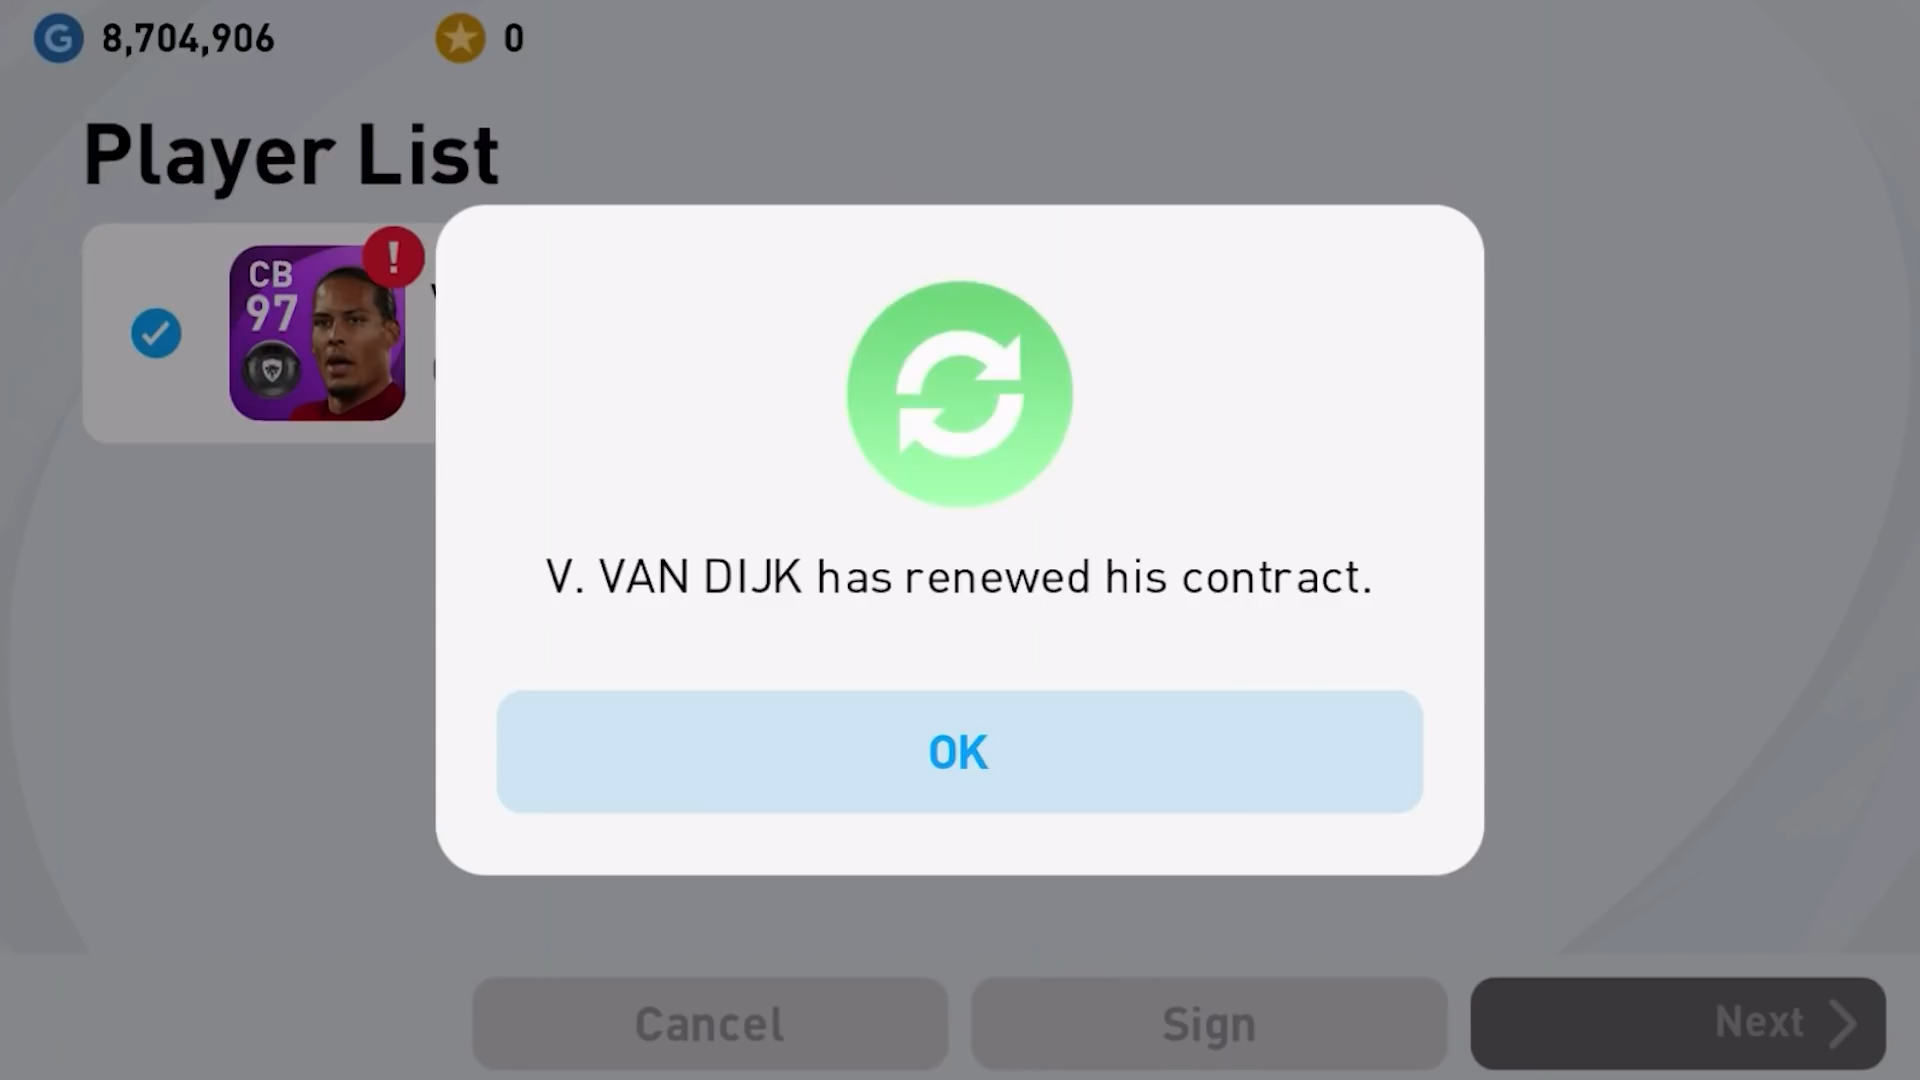 G 8,704,906 0
Player List
CB
97
!
V. VAN DIJK has renewed his contract.
OK
Cancel
Sign
Next